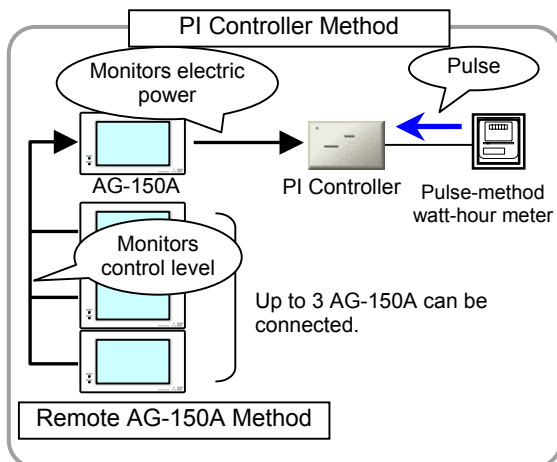 PI Controller Method
Monitors electric
power
Pulse
AG-150A
PI Controller
Pulse-method
watt-hour meter
Monitors
control level
Up to 3 AG-150A can be
connected.
Remote AG-150A Method